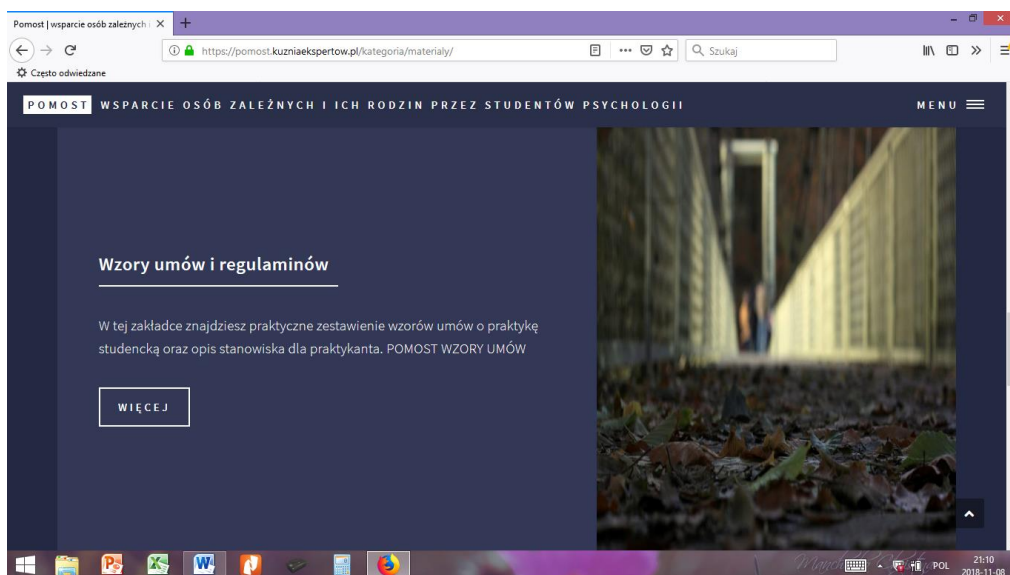 Pomost | wsparcie osób zależnych i
https://pomost.kuzniaekspertow.pl/kategoria/materialy/
Szukaj
Często odwiedzane
POMOST WSPARCIE OSÓB ZALEŻNYCH I ICH RODZIN PRZEZ STUDENTÓW PSYCHOLOGII
MENU
Wzory umów i regulaminów
W tej zakładce znajdziesz praktyczne zestawienie wzorów umów o praktykę
studencką oraz opis stanowiska dla praktykanta. POMOST WZORY UMÓW
WIĘCEJ
POL
21:10
2018-11-08